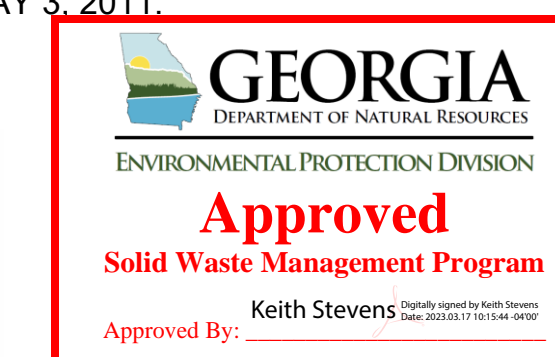 AY 3, 2011.
GEORGIA
DEPARTMENT OF NATURAL RESOURCES
ENVIRONMENTAL PROTECTION DIVISION
Approved
Solid Waste Management Program
Keith Stevens Digitally signed by Keith Stevens
Date: 2023.03.17 10:15:44 -04'00'
Approved By: